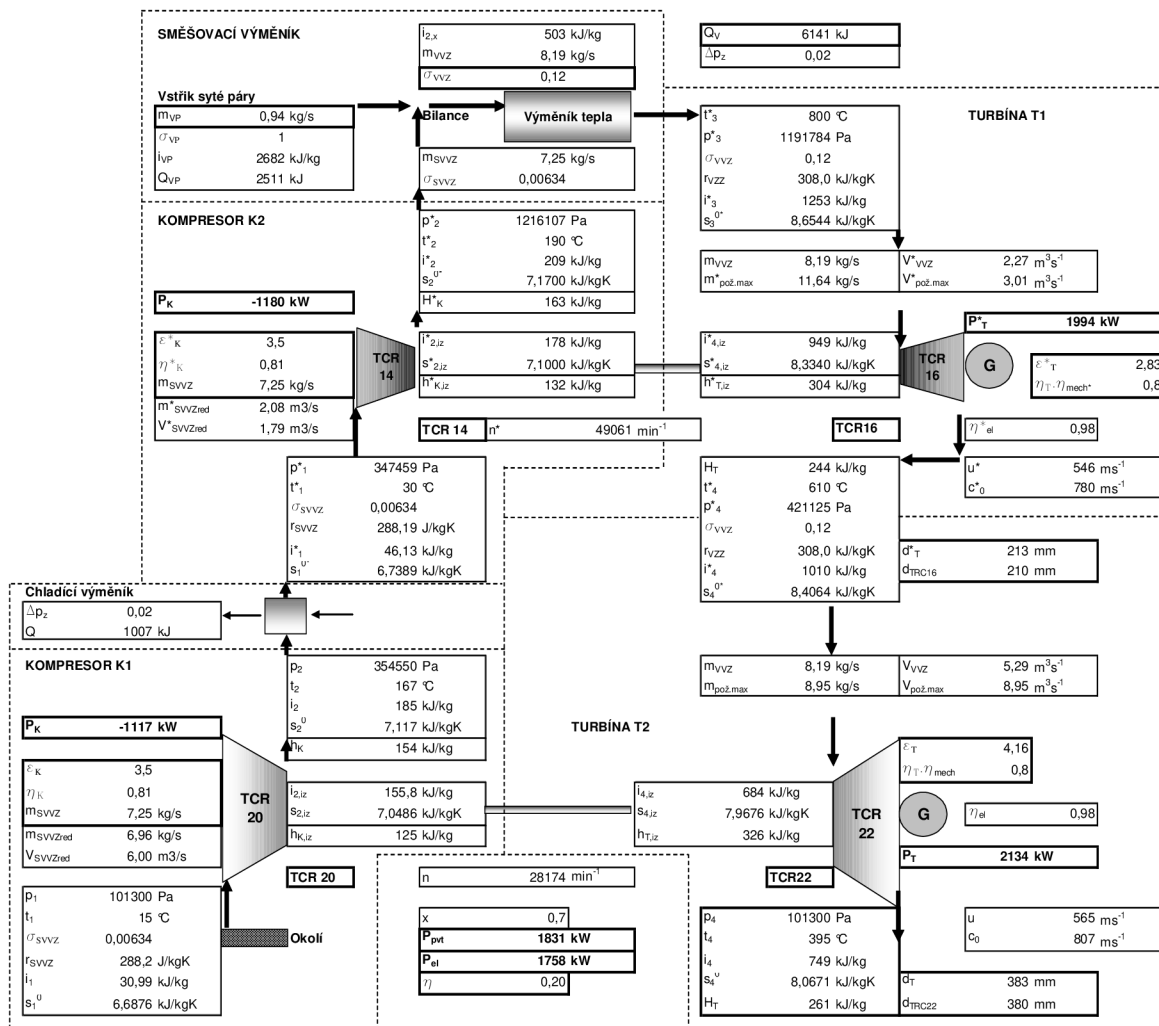 SMĚŠOVACÍ VÝMĚNÍK
i2,x 503 kJ/kg
mVVZ 8,19 kg/s
σVVZ 0,12
QV 6141 kJ
Δpz 0,02
Vstřik syté páry
mVP 0,94 kg/s
σVP 1
iVP 2682 kJ/kg
QVP 2511 kJ
Bilance
Výměník tepla
mSVVZ 7,25 kg/s
σSVVZ 0,00634
TURBÍNA T1
t*3 800 °C
p*3 1191784 Pa
σVVZ 0,12
rVZZ 308,0 kJ/kgK
i*3 1253 kJ/kg
s3^0* 8,6544 kJ/kgK
KOMPRESOR K2
p*2 1216107 Pa
t*2 190 °C
i*2 209 kJ/kg
s2^0* 7,1700 kJ/kgK
H*K 163 kJ/kg
mVVZ 8,19 kg/s V*VVZ 2,27 m³s⁻¹
m*pož.max 11,64 kg/s V*pož.max 3,01 m³s⁻¹
PK -1180 kW
ε*K 3,5
η*K 0,81
mSVVZ 7,25 kg/s
m*SVVZred 2,08 m3/s
V*SVVZred 1,79 m3/s
TCR
14
i*2,iz 178 kJ/kg
s*2,iz 7,1000 kJ/kgK
h*K,iz 132 kJ/kg
i*4,iz 949 kJ/kg
s*4,iz 8,3340 kJ/kgK
h*T,iz 304 kJ/kg
TCR
16
G
P*T 1994 kW
ε*T 2,83
ηT.ηmech* 0,8
TCR 14 n* 49061 min⁻¹
TCR16
η*el 0,98
p*1 347459 Pa
t*1 30 °C
σSVVZ 0,00634
rSVVZ 288,19 J/kgK
i*1 46,13 kJ/kg
s1^0* 6,7389 kJ/kgK
HT 244 kJ/kg
t*4 610 °C
p*4 421125 Pa
σVVZ 0,12
rVZZ 308,0 kJ/kgK
i*4 1010 kJ/kg
s4^0* 8,4064 kJ/kgK
u* 546 ms⁻¹
c*0 780 ms⁻¹
d*T 213 mm
dTRC16 210 mm
Chladící výměník
Δpz 0,02
Q 1007 kJ
KOMPRESOR K1
p2 354550 Pa
t2 167 °C
i2 185 kJ/kg
s2^0 7,117 kJ/kgK
hK 154 kJ/kg
mVVZ 8,19 kg/s VVVZ 5,29 m³s⁻¹
mpož.max 8,95 kg/s Vpož.max 8,95 m³s⁻¹
PK -1117 kW
TURBÍNA T2
εK 3,5
ηK 0,81
mSVVZ 7,25 kg/s
mSVVZred 6,96 kg/s
VSVVZred 6,00 m3/s
TCR
20
i2,iz 155,8 kJ/kg
s2,iz 7,0486 kJ/kgK
hK,iz 125 kJ/kg
i4,iz 684 kJ/kg
s4,iz 7,9676 kJ/kgK
hT,iz 326 kJ/kg
TCR
22
εT 4,16
ηT.ηmech 0,8
G
ηel 0,98
PT 2134 kW
TCR 20
n 28174 min⁻¹
TCR22
p1 101300 Pa
t1 15 °C
σSVVZ 0,00634
rSVVZ 288,2 J/kgK
i1 30,99 kJ/kg
s1^0 6,6876 kJ/kgK
Okolí
x 0,7
Ppvt 1831 kW
Pel 1758 kW
η 0,20
p4 101300 Pa
t4 395 °C
i4 749 kJ/kg
s4^0 8,0671 kJ/kgK
HT 261 kJ/kg
u 565 ms⁻¹
c0 807 ms⁻¹
dT 383 mm
dTRC22 380 mm